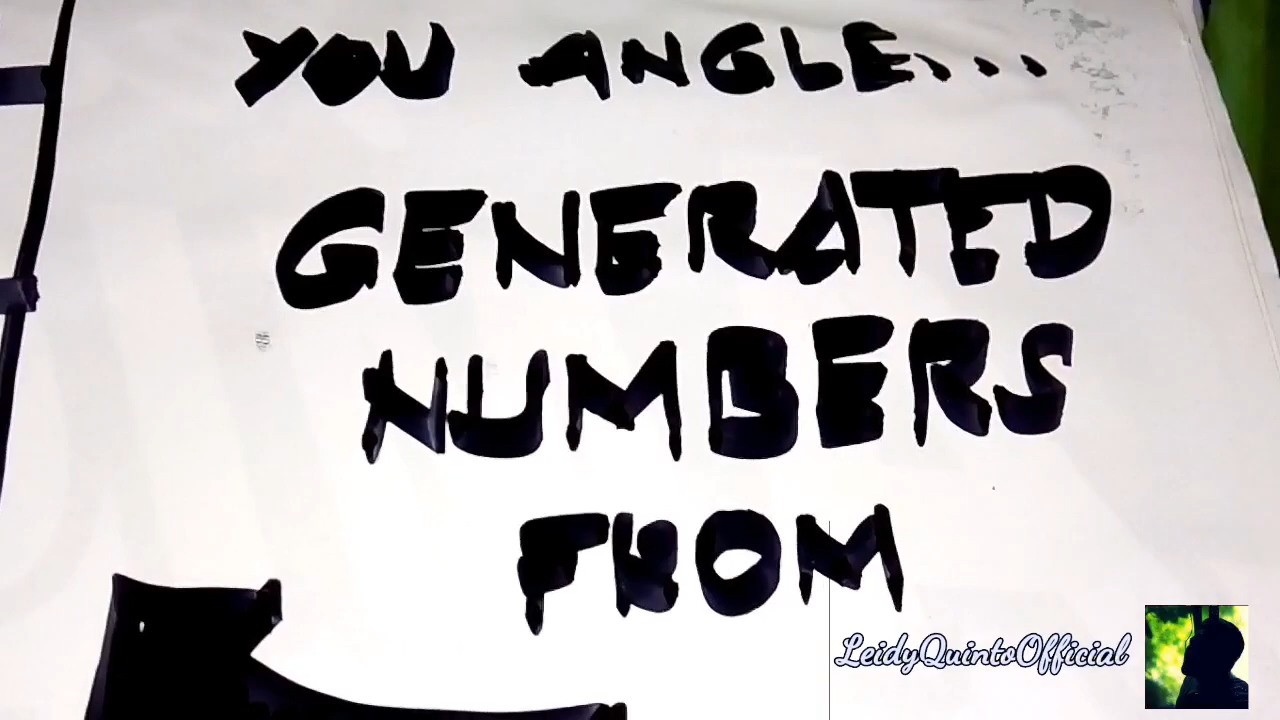 YOU ANGLE...
GENERATED
NUMBERS
FROM
LeidyQuintoOfficial